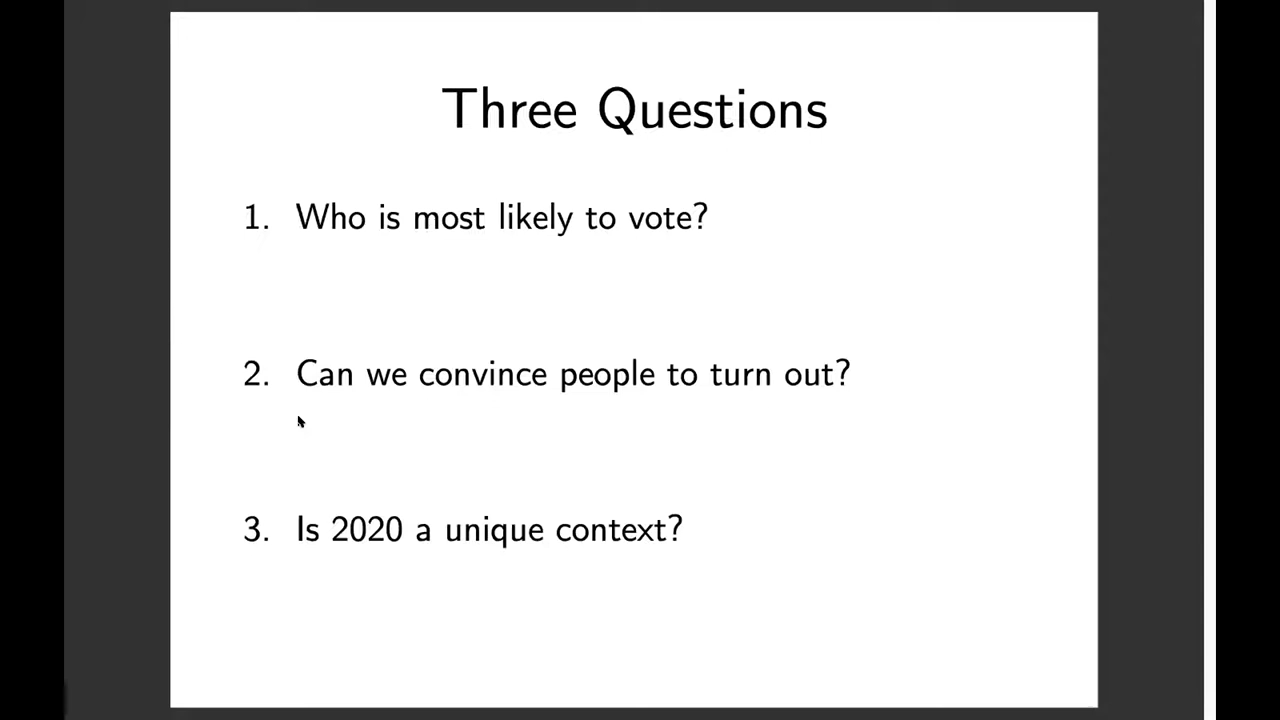 Three Questions
1. Who is most likely to vote?
2. Can we convince people to turn out?
3. Is 2020 a unique context?